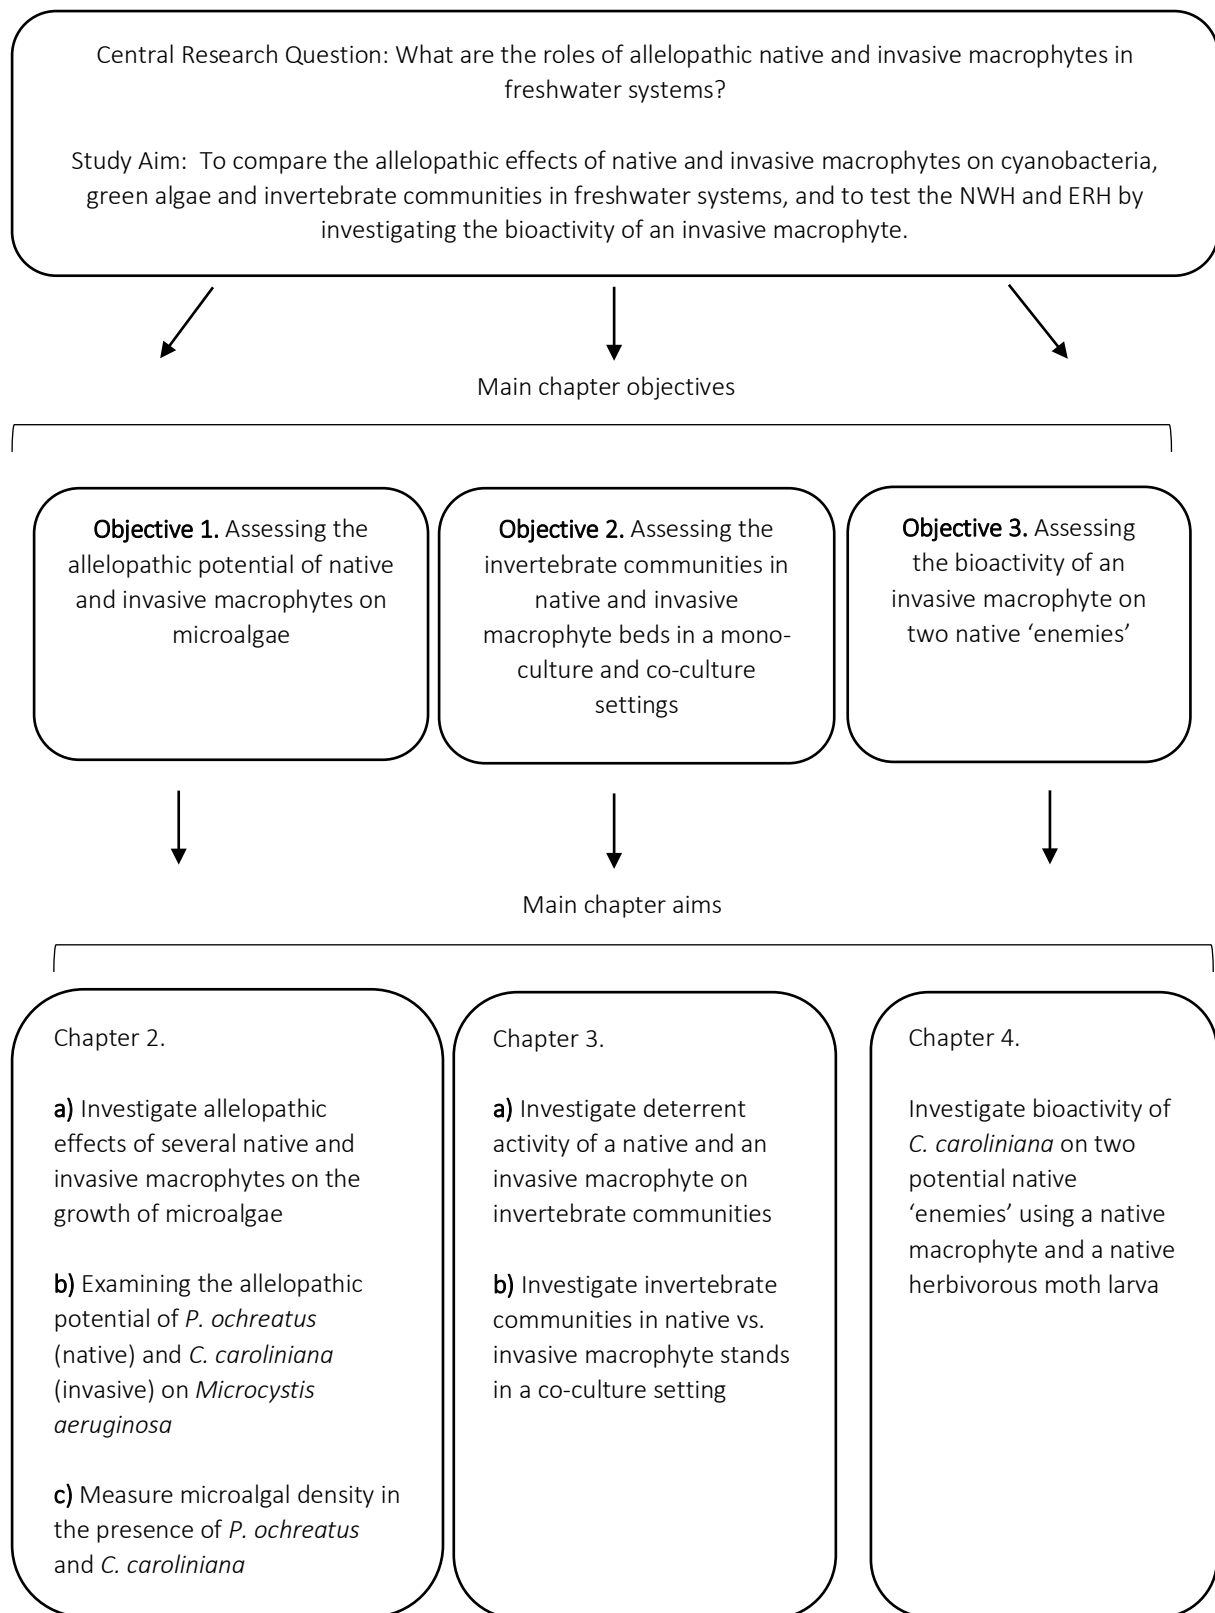 Central Research Question: What are the roles of allelopathic native and invasive macrophytes in
freshwater systems?
Study Aim:  To compare the allelopathic effects of native and invasive macrophytes on cyanobacteria,
green algae and invertebrate communities in freshwater systems, and to test the NWH and ERH by
investigating the bioactivity of an invasive macrophyte.
Main chapter objectives
Objective 1. Assessing the
allelopathic potential of native
and invasive macrophytes on
microalgae
Objective 2. Assessing the
invertebrate communities in
native and invasive
macrophyte beds in a mono-
culture and co-culture
settings
Objective 3. Assessing
the bioactivity of an
invasive macrophyte on
two native ‘enemies’
Main chapter aims
Chapter 2.
a) Investigate allelopathic
effects of several native and
invasive macrophytes on the
growth of microalgae
b) Examining the allelopathic
potential of P. ochreatus
(native) and C. caroliniana
(invasive) on Microcystis
aeruginosa
c) Measure microalgal density in
the presence of P. ochreatus
and C. caroliniana
Chapter 3.
a) Investigate deterrent
activity of a native and an
invasive macrophyte on
invertebrate communities
b) Investigate invertebrate
communities in native vs.
invasive macrophyte stands
in a co-culture setting
Chapter 4.
Investigate bioactivity of
C. caroliniana on two
potential native
‘enemies’ using a native
macrophyte and a native
herbivorous moth larva